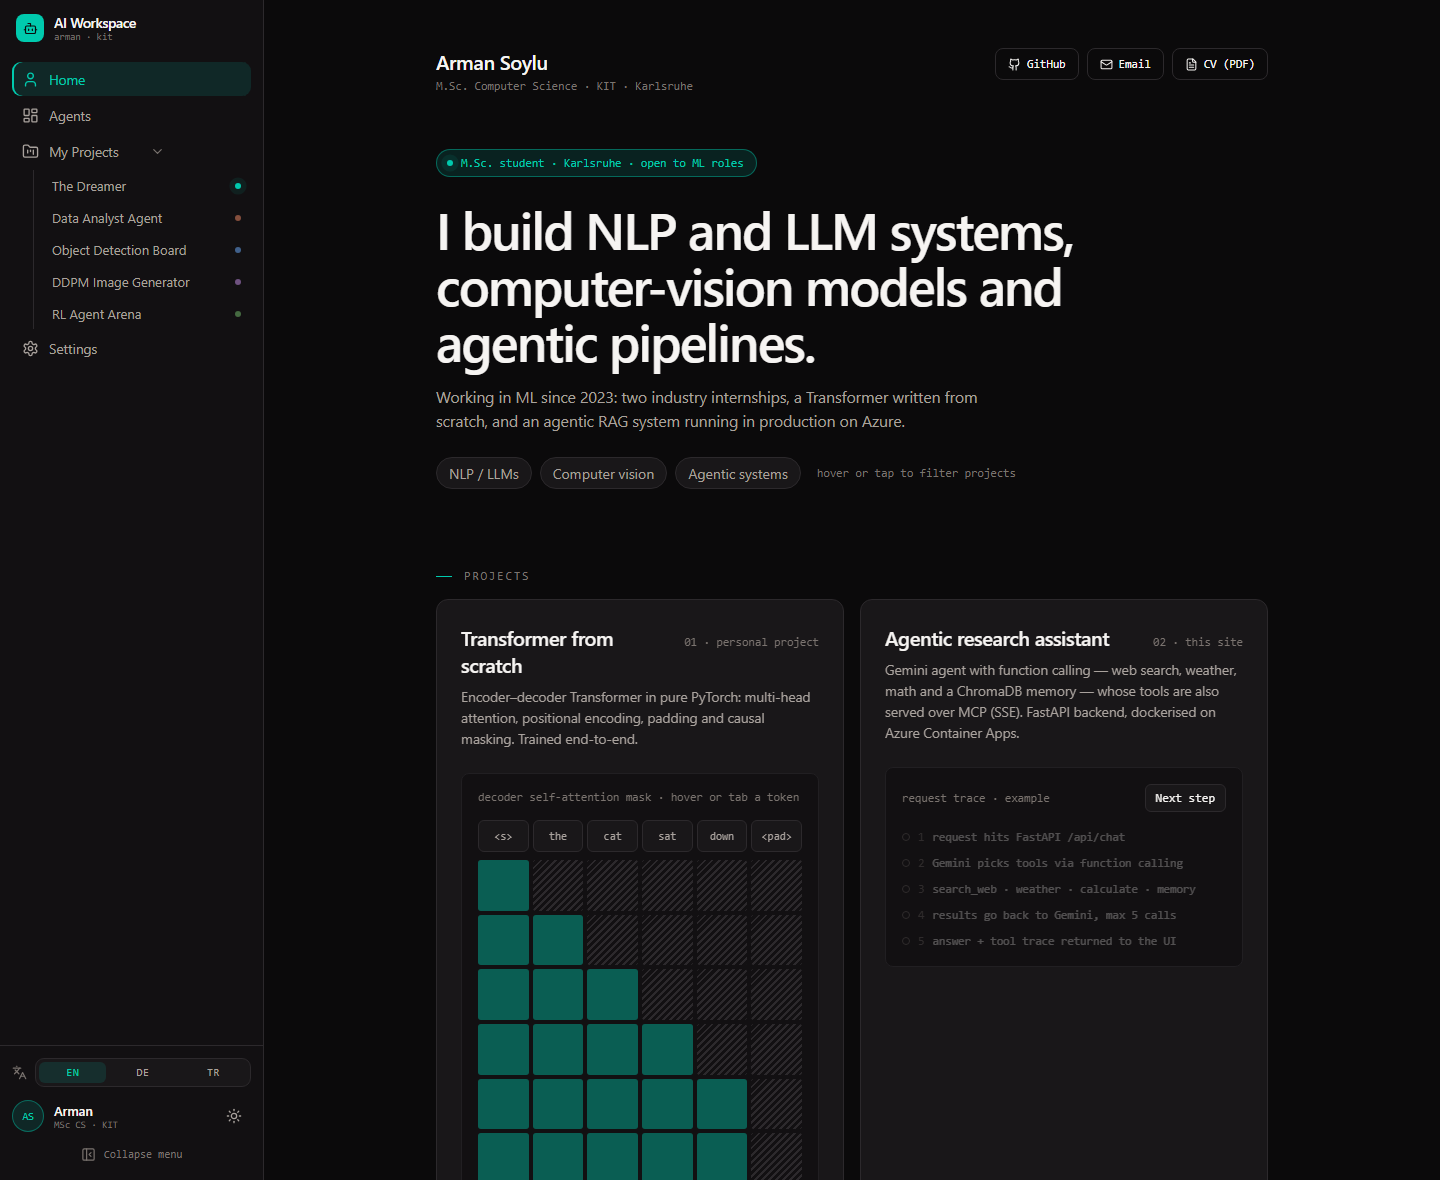 AI Workspace
arman · kit
Home
Agents
My Projects
The Dreamer
Data Analyst Agent
Object Detection Board
DDPM Image Generator
RL Agent Arena
Settings
EN DE TR
AS
Arman
MSc CS · KIT
Collapse menu
Arman Soylu
M.Sc. Computer Science · KIT · Karlsruhe
GitHub
Email
CV (PDF)
M.Sc. student · Karlsruhe · open to ML roles
I build NLP and LLM systems,
computer-vision models and
agentic pipelines.
Working in ML since 2023: two industry internships, a Transformer written from
scratch, and an agentic RAG system running in production on Azure.
NLP / LLMs
Computer vision
Agentic systems
hover or tap to filter projects
PROJECTS
Transformer from
scratch
01 · personal project
Encoder–decoder Transformer in pure PyTorch: multi-head
attention, positional encoding, padding and causal
masking. Trained end-to-end.
decoder self-attention mask · hover or tab a token
<s> the cat sat down <pad>
Agentic research assistant
02 · this site
Gemini agent with function calling — web search, weather,
math and a ChromaDB memory — whose tools are also
served over MCP (SSE). FastAPI backend, dockerised on
Azure Container Apps.
request trace · example
Next step
1 request hits FastAPI /api/chat
2 Gemini picks tools via function calling
3 search_web · weather · calculate · memory
4 results go back to Gemini, max 5 calls
5 answer + tool trace returned to the UI